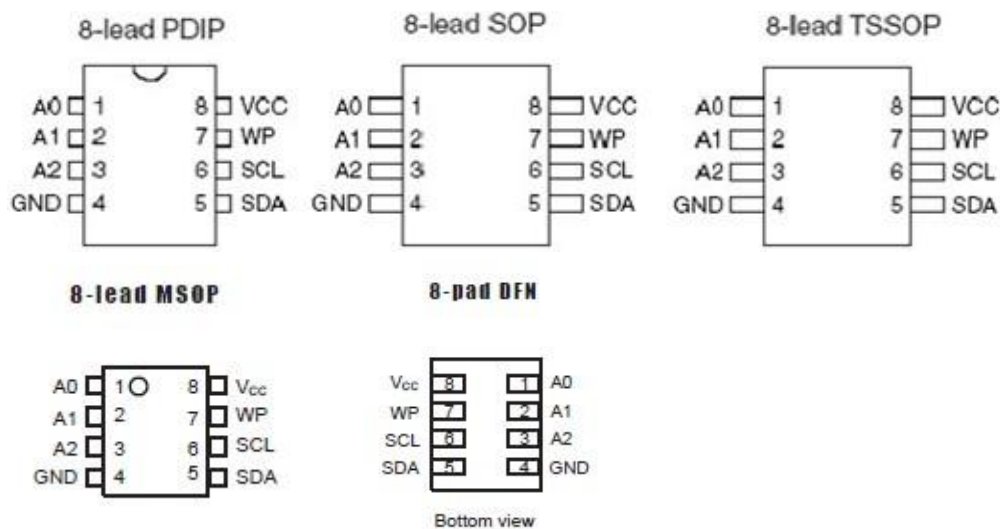 8-lead PDIP
A0 1 8 VCC
A1 2 7 WP
A2 3 6 SCL
GND 4 5 SDA
8-lead SOP
A0 1 8 VCC
A1 2 7 WP
A2 3 6 SCL
GND 4 5 SDA
8-lead TSSOP
A0 1 8 VCC
A1 2 7 WP
A2 3 6 SCL
GND 4 5 SDA
8-lead MSOP
A0 1 8 Vcc
A1 2 7 WP
A2 3 6 SCL
GND 4 5 SDA
8-pad DFN
Vcc 8 1 A0
WP 7 2 A1
SCL 6 3 A2
SDA 5 4 GND
Bottom view